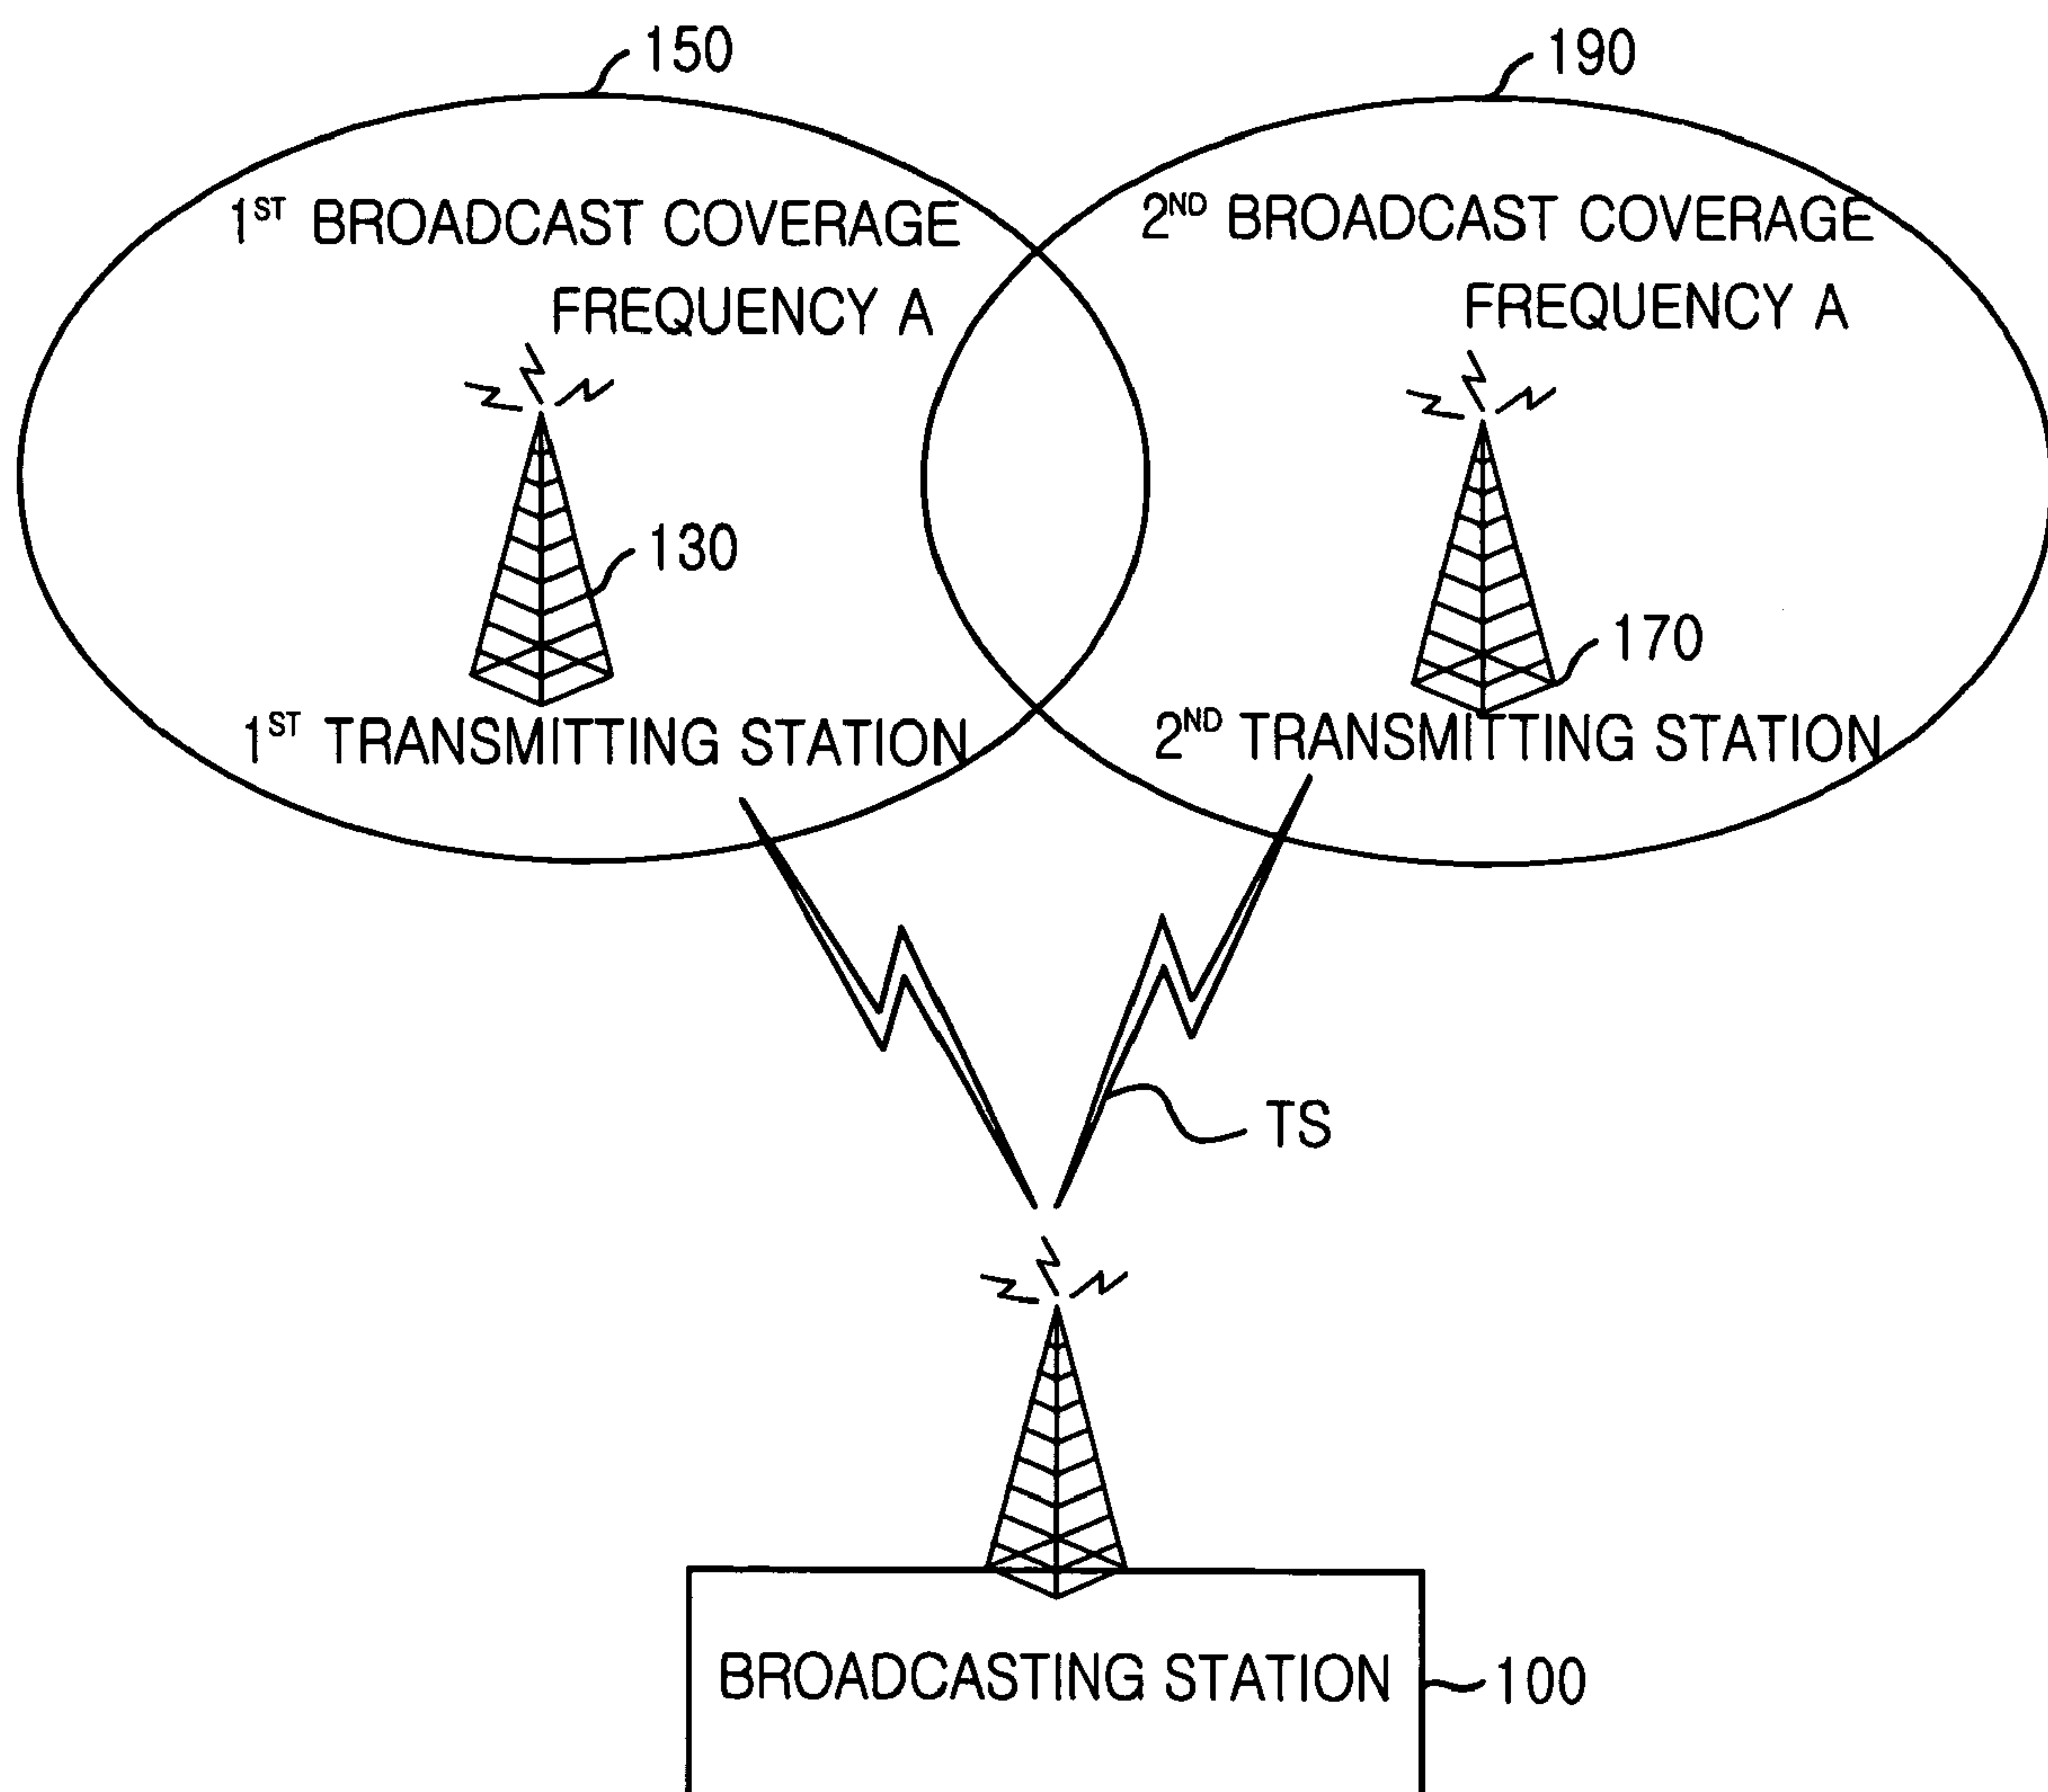 150
190
1ST BROADCAST COVERAGE
FREQUENCY A
2ND BROADCAST COVERAGE
FREQUENCY A
130
170
1ST TRANSMITTING STATION
2ND TRANSMITTING STATION
TS
BROADCASTING STATION
100